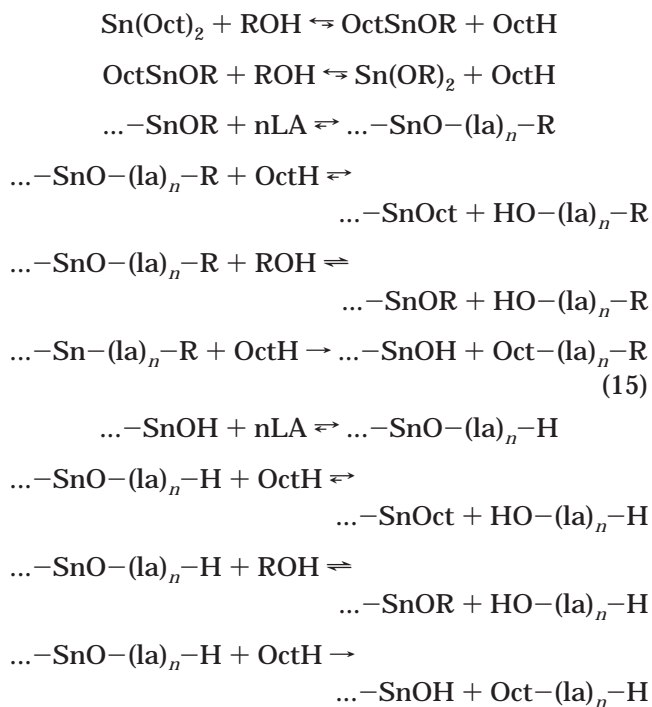 Sn(Oct)₂ + ROH ⇆ OctSnOR + OctH
OctSnOR + ROH ⇆ Sn(OR)₂ + OctH
...−SnOR + nLA ⇄ ...−SnO−(la)ₙ−R
...−SnO−(la)ₙ−R + OctH ⇄
...−SnOct + HO−(la)ₙ−R
...−SnO−(la)ₙ−R + ROH ⇌
...−SnOR + HO−(la)ₙ−R
...−Sn−(la)ₙ−R + OctH → ...−SnOH + Oct−(la)ₙ−R
(15)
...−SnOH + nLA ⇄ ...−SnO−(la)ₙ−H
...−SnO−(la)ₙ−H + OctH ⇄
...−SnOct + HO−(la)ₙ−H
...−SnO−(la)ₙ−H + ROH ⇌
...−SnOR + HO−(la)ₙ−H
...−SnO−(la)ₙ−H + OctH →
...−SnOH + Oct−(la)ₙ−H